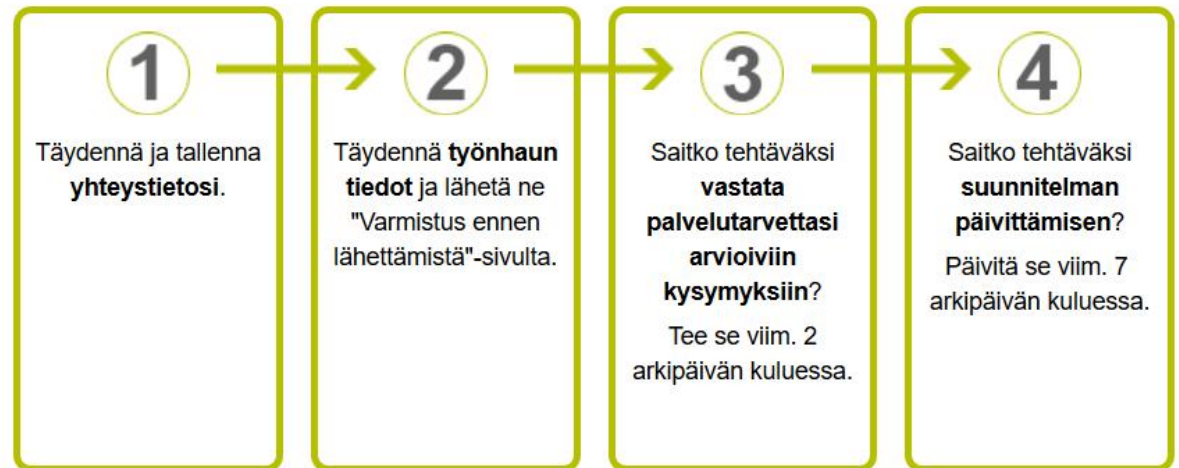 1
Täydennä ja tallenna
yhteystietosi.
2
Täydennä työnhaun
tiedot ja lähetä ne
"Varmistus ennen
lähettämistä"-sivulta.
3
Saitko tehtäväksi
vastata
palvelutarvettasi
arvioiviin
kysymyksiin?
Tee se viim. 2
arkipäivän kuluessa.
4
Saitko tehtäväksi
suunnitelman
päivittämisen?
Päivitä se viim. 7
arkipäivän kuluessa.